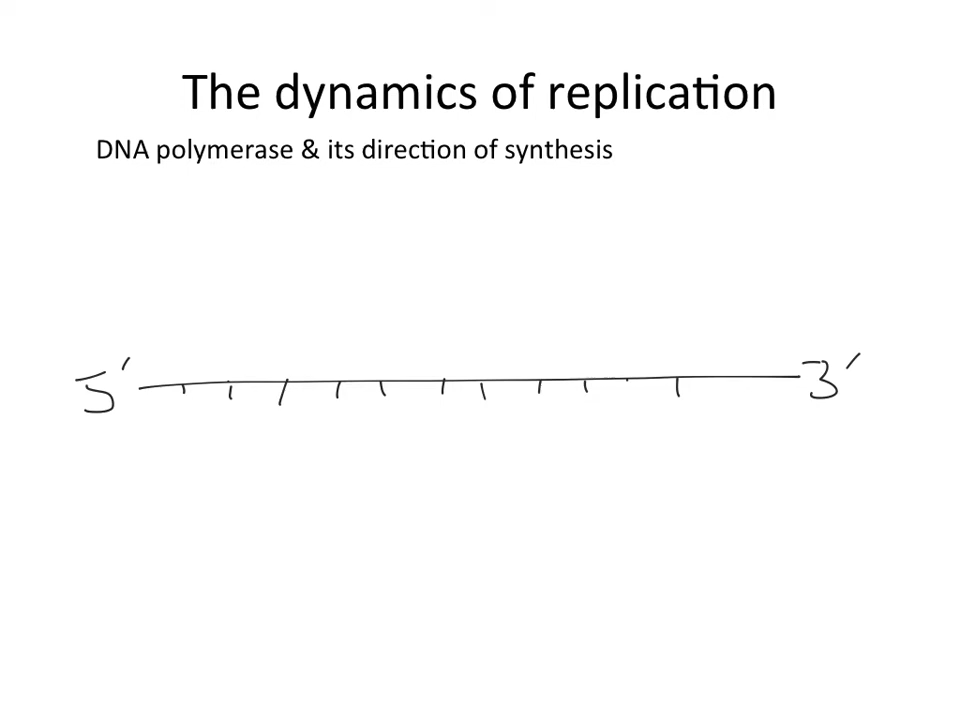 The dynamics of replication
DNA polymerase & its direction of synthesis
5′ 3′